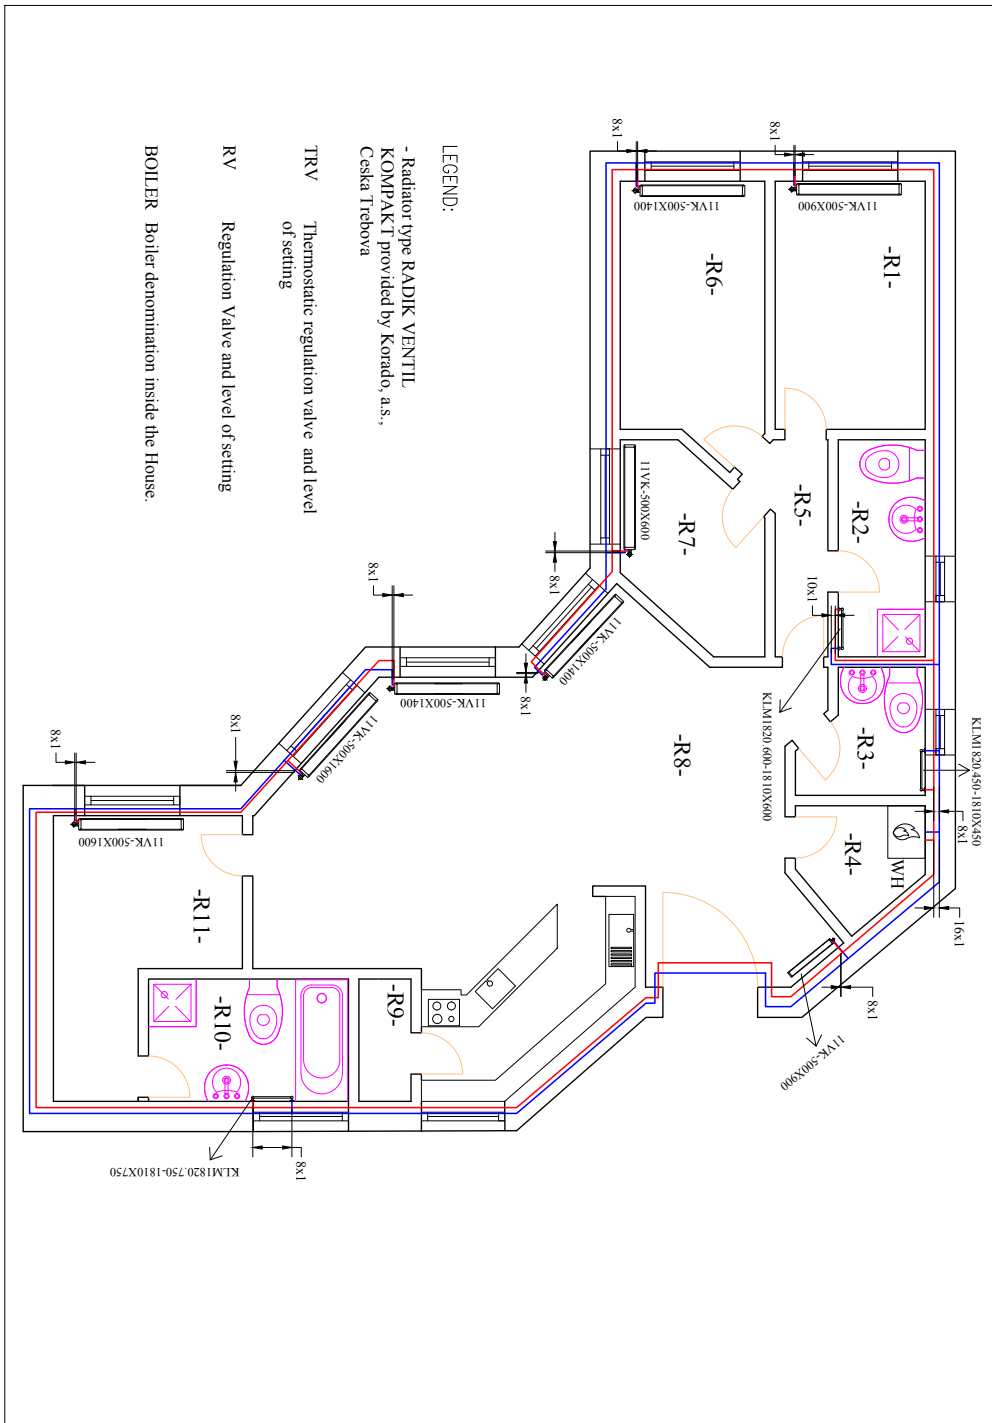 LEGEND:
- Radiator type RADIK VENTIL
KOMPAKT provided by Korado, a.s.,
Ceska Trebova
TRV Thermostatic regulation valve and level
of setting
RV Regulation Valve and level of setting
BOILER Boiler denomination inside the House.
8x1
11VK-500X1400
8x1
11VK-500X900
-R1-
-R6-
-R2-
-R5-
-R7-
11VK-500X600
8x1
10x1
11VK-500X1400
8x1
8x1
11VK-500X1400
KLM1820.600-1810X600
KLM1820.450-1810X450
8x1
-R3-
-R8-
11VK-500X1600
8x1
8x1
11VK-500X1600
-R4-
WH
16x1
8x1
11VK-500X900
-R11-
-R9-
-R10-
8x1
KLM1820.750-1810X750